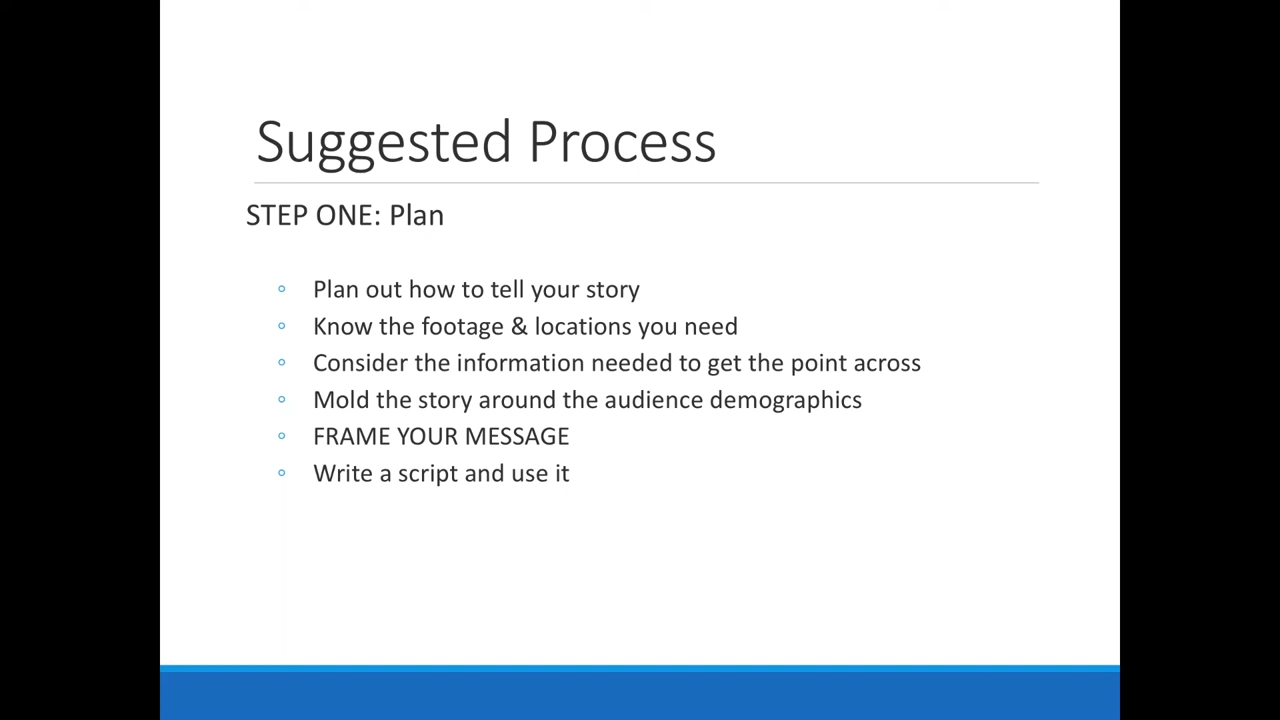 Suggested Process
STEP ONE: Plan
◦ Plan out how to tell your story
◦ Know the footage & locations you need
◦ Consider the information needed to get the point across
◦ Mold the story around the audience demographics
◦ FRAME YOUR MESSAGE
◦ Write a script and use it